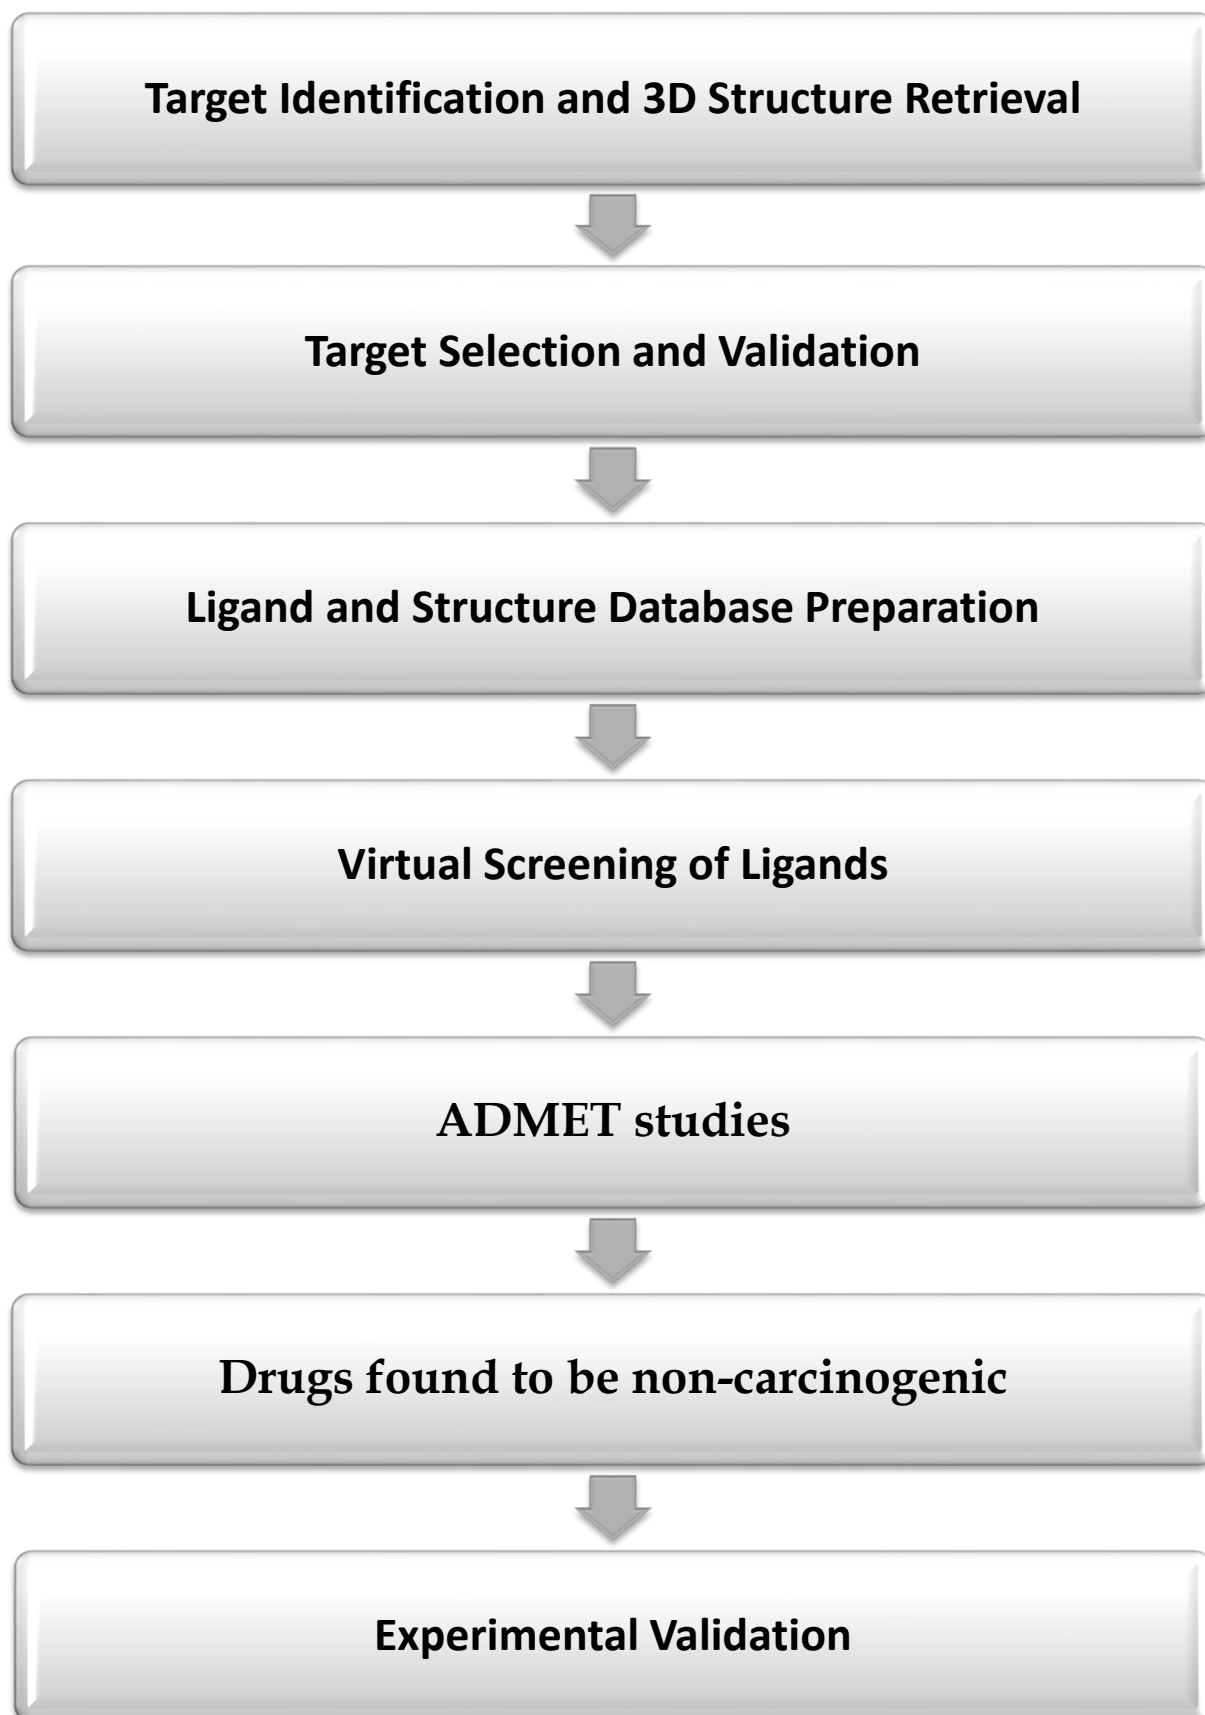 Target Identification and 3D Structure Retrieval
Target Selection and Validation
Ligand and Structure Database Preparation
Virtual Screening of Ligands
ADMET studies
Drugs found to be non-carcinogenic
Experimental Validation